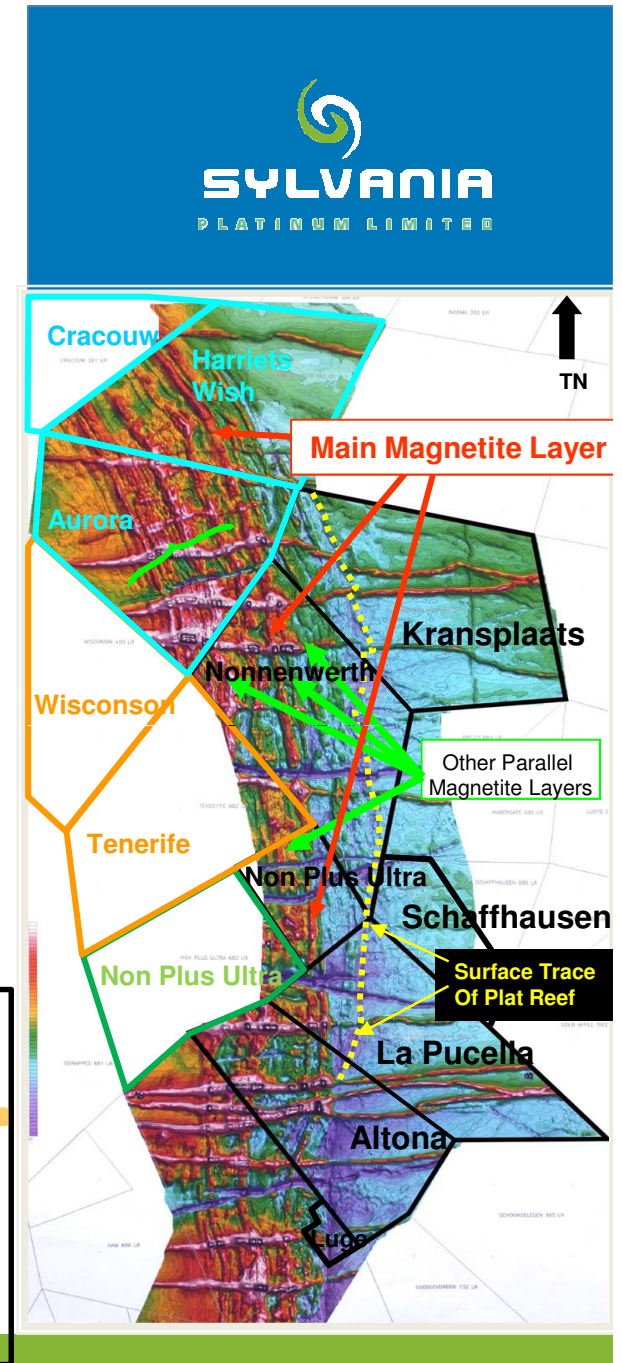 SYLVANIA
PLATINUM LIMITED
TN
Cracouw
Harriets
Wish
Main Magnetite Layer
Aurora
Kransplaats
Nonnenwerth
Wisconson
Other Parallel
Magnetite Layers
Tenerife
Non Plus Ultra
Schaffhausen
Non Plus Ultra
Surface Trace
Of Plat Reef
La Pucella
Altona
Luge